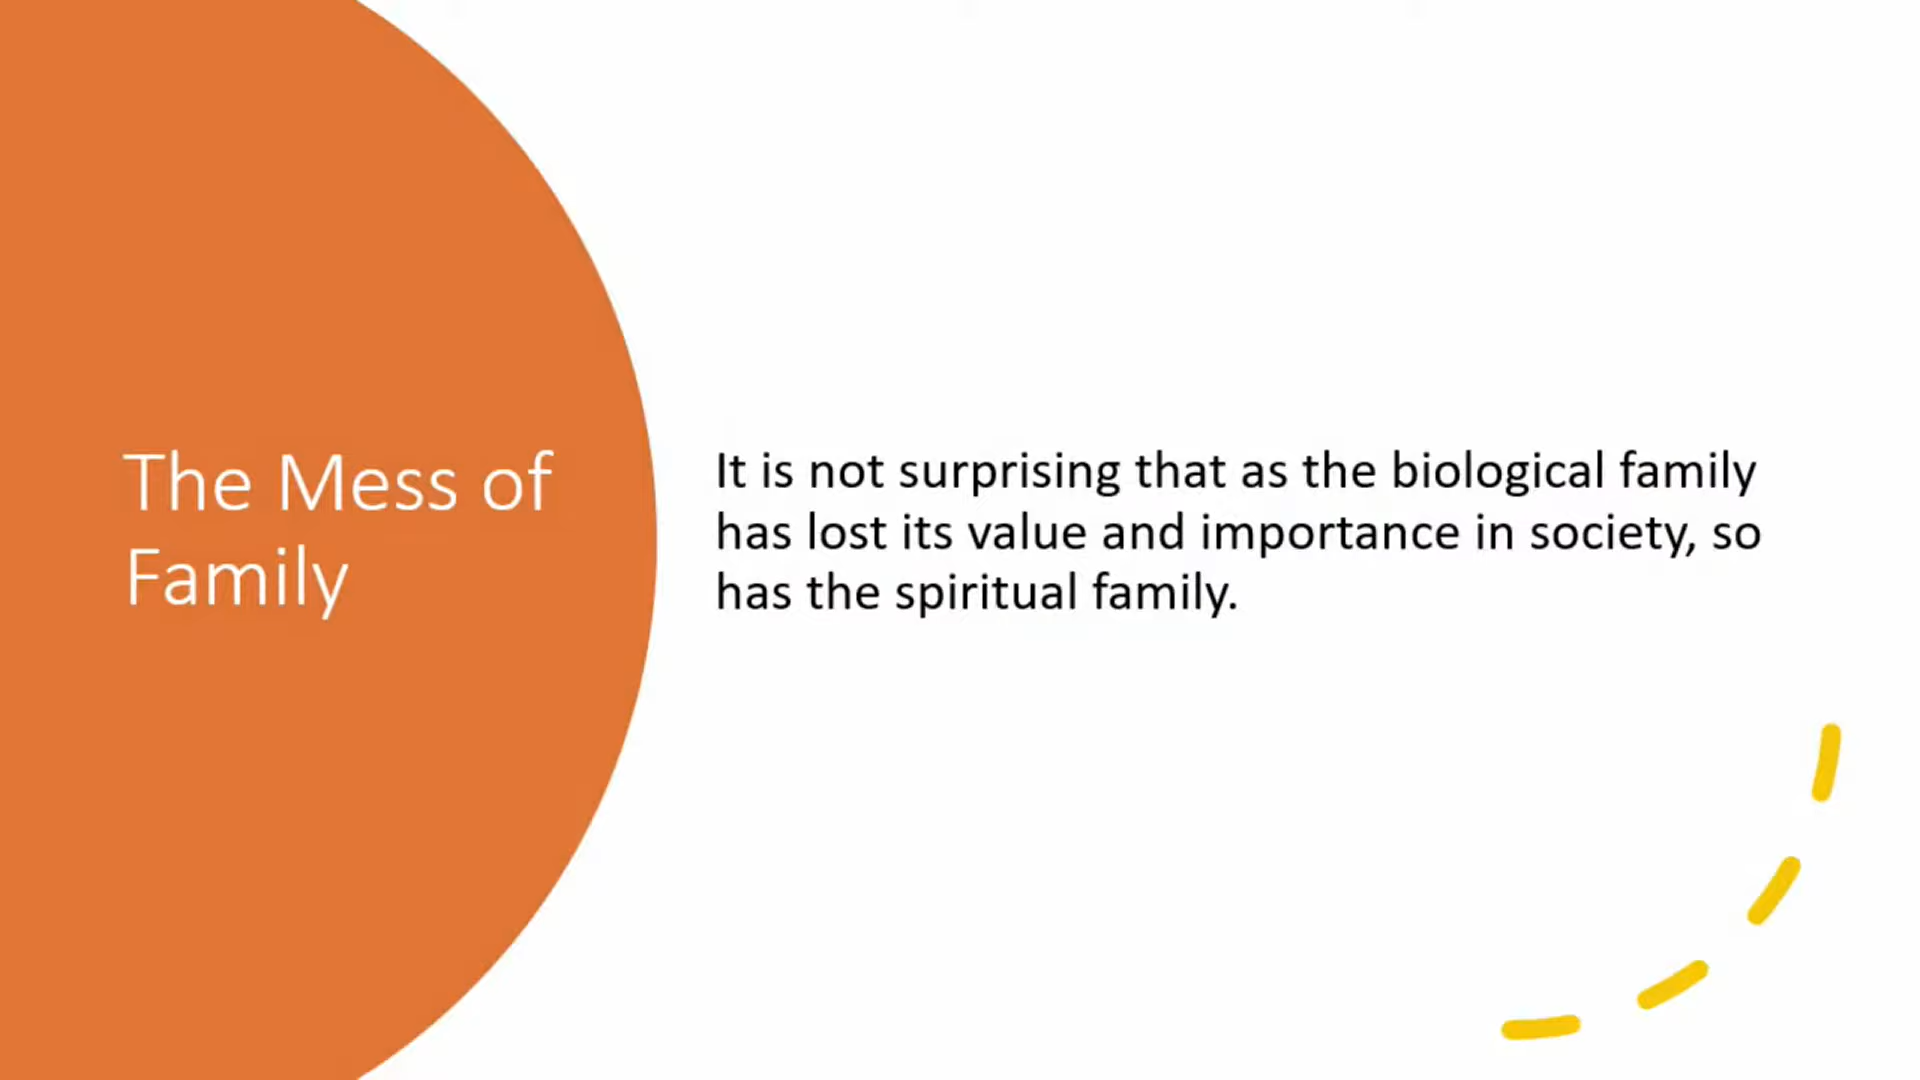 The Mess of
Family
It is not surprising that as the biological family
has lost its value and importance in society, so
has the spiritual family.